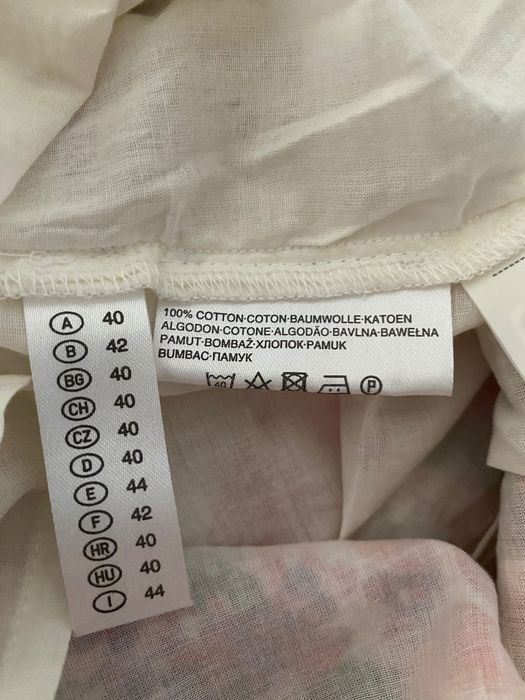 A 40
B 42
BG 40
CH 40
CZ 40
D 40
E 44
F 42
HR 40
HU 40
I 44
100% COTTON·COTON·BAUMWOLLE·KATOEN
ALGODON·COTONE·ALGODÃO·BAVLNA·BAWEŁNA
PAMUT·BOMBAŽ·ХЛОПОК·PAMUK
BUMBAC·ПАМУК
40 P